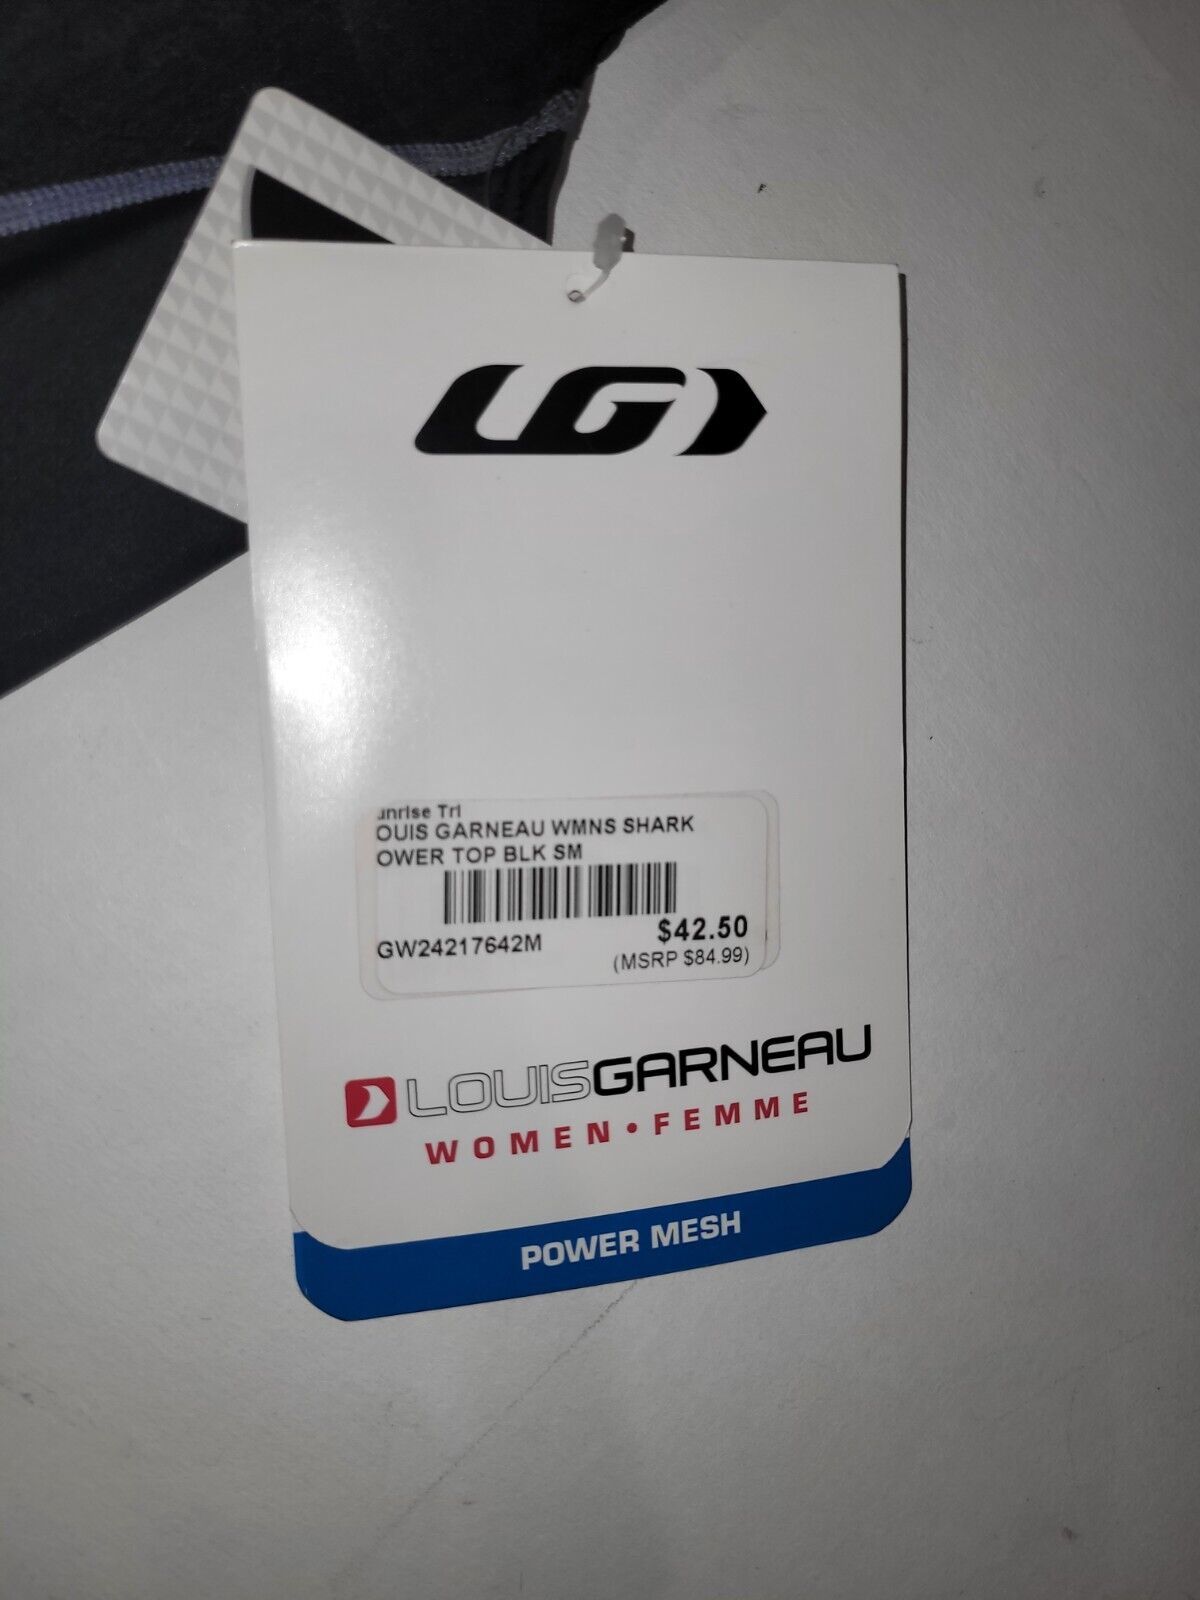 LG
unrise Tri
OUIS GARNEAU WMNS SHARK
OWER TOP BLK SM
GW24217642M
$42.50
(MSRP $84.99)
LOUISGARNEAU
WOMEN • FEMME
POWER MESH